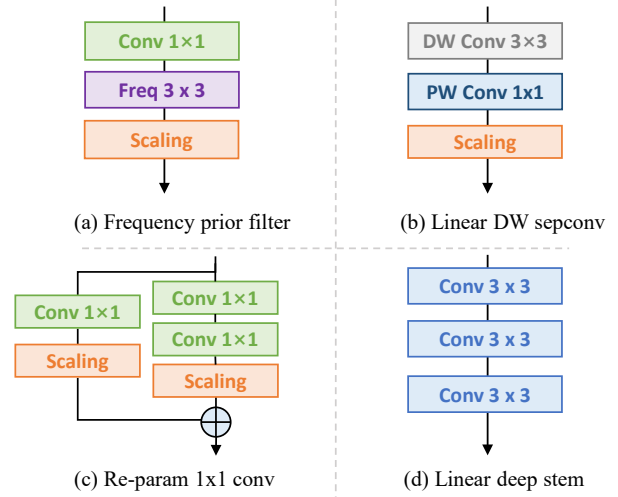 Conv 1×1
Freq 3 x 3
Scaling
(a) Frequency prior filter
DW Conv 3×3
PW Conv 1x1
Scaling
(b) Linear DW sepconv
Conv 1×1
Scaling
Conv 1×1
Conv 1×1
Scaling
(c) Re-param 1x1 conv
Conv 3 x 3
Conv 3 x 3
Conv 3 x 3
(d) Linear deep stem